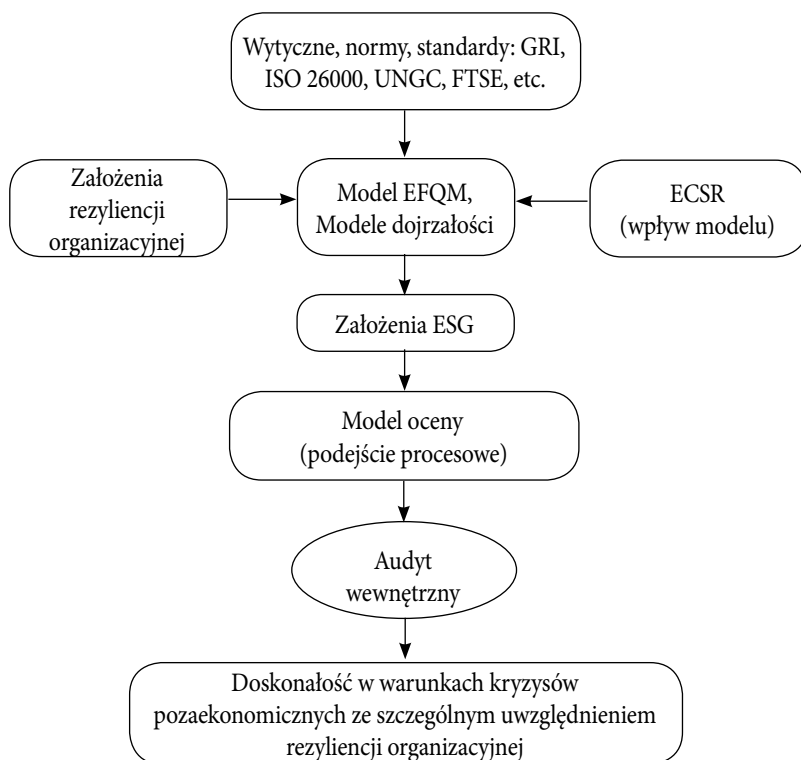 Wytyczne, normy, standardy: GRI,
ISO 26000, UNGC, FTSE, etc.
Założenia
rezyliencji
organizacyjnej
Model EFQM,
Modele dojrzałości
ECSR
(wpływ modelu)
Założenia ESG
Model oceny
(podejście procesowe)
Audyt
wewnętrzny
Doskonałość w warunkach kryzysów
pozaekonomicznych ze szczególnym uwzględnieniem
rezyliencji organizacyjnej